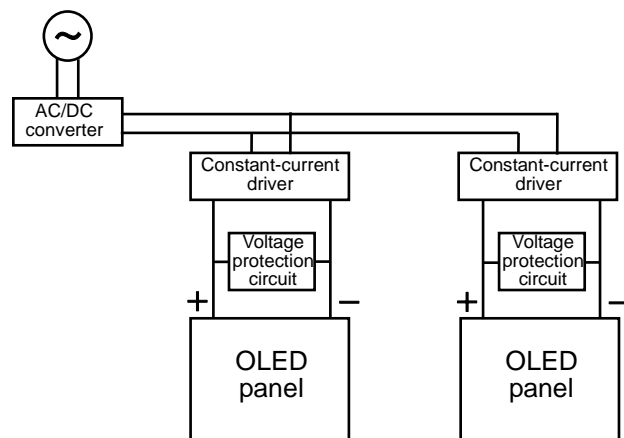 ~
AC/DC
converter
Constant-current
driver
Constant-current
driver
Voltage
protection
circuit
Voltage
protection
circuit
+
−
+
−
OLED
panel
OLED
panel